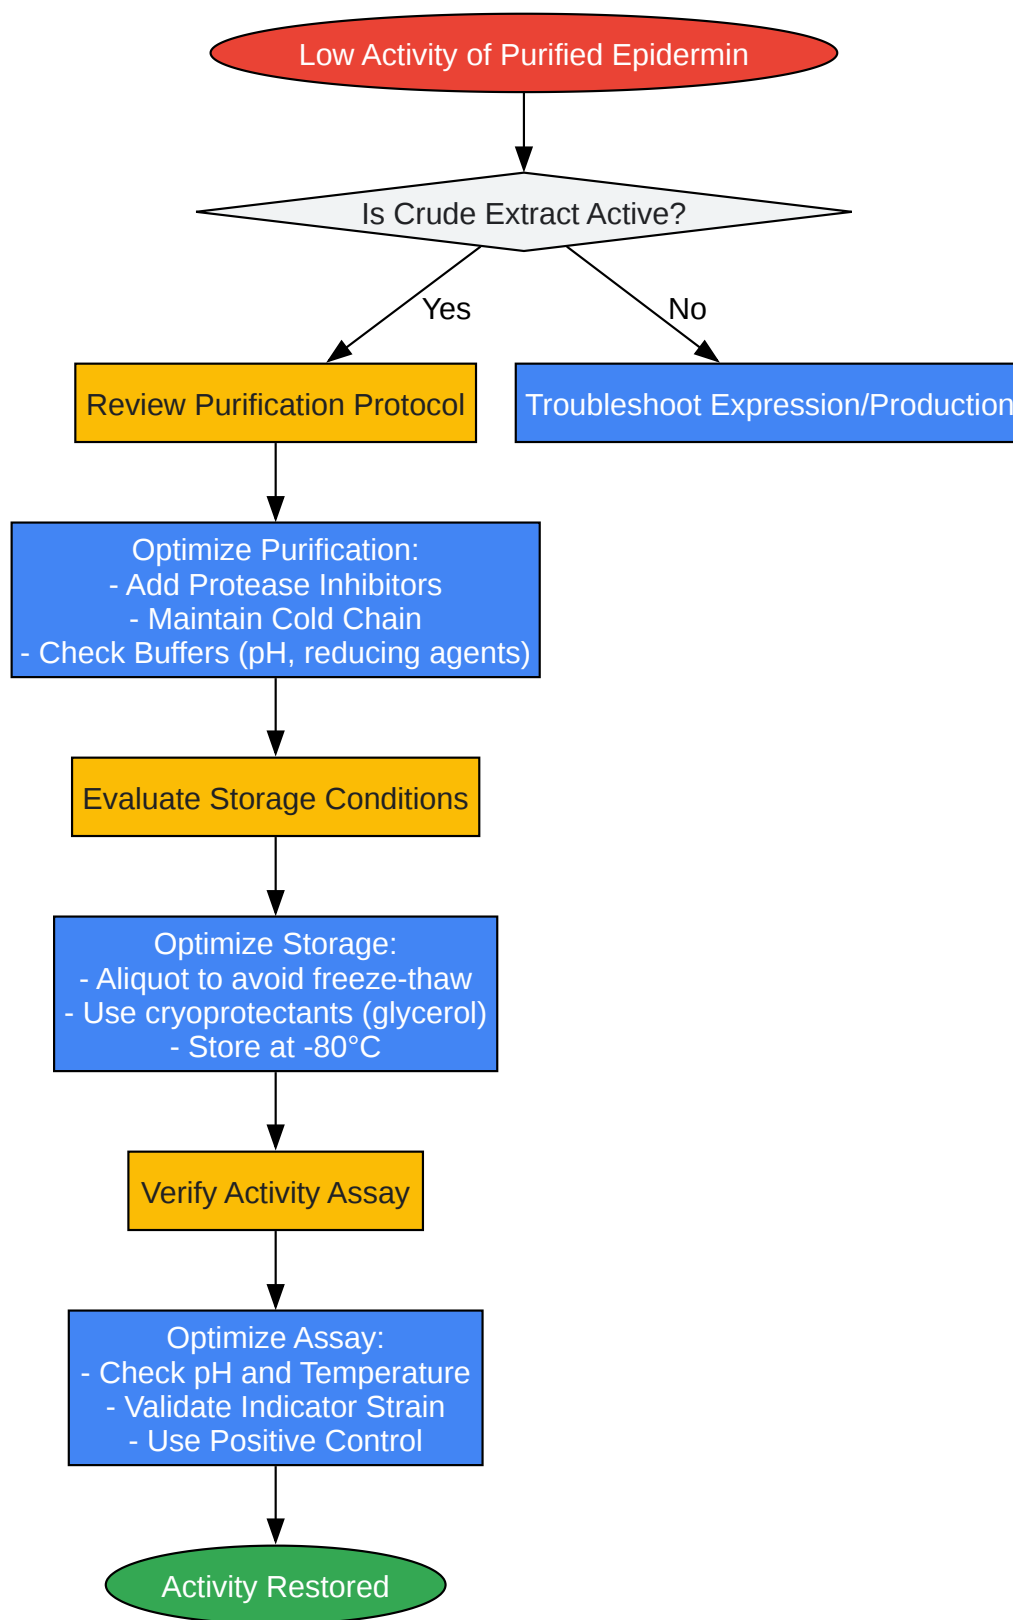 Low Activity of Purified Epidermin
Is Crude Extract Active?
Yes
No
Review Purification Protocol
Troubleshoot Expression/Production
Optimize Purification:
- Add Protease Inhibitors
- Maintain Cold Chain
- Check Buffers (pH, reducing agents)
Evaluate Storage Conditions
Optimize Storage:
- Aliquot to avoid freeze-thaw
- Use cryoprotectants (glycerol)
- Store at -80°C
Verify Activity Assay
Optimize Assay:
- Check pH and Temperature
- Validate Indicator Strain
- Use Positive Control
Activity Restored